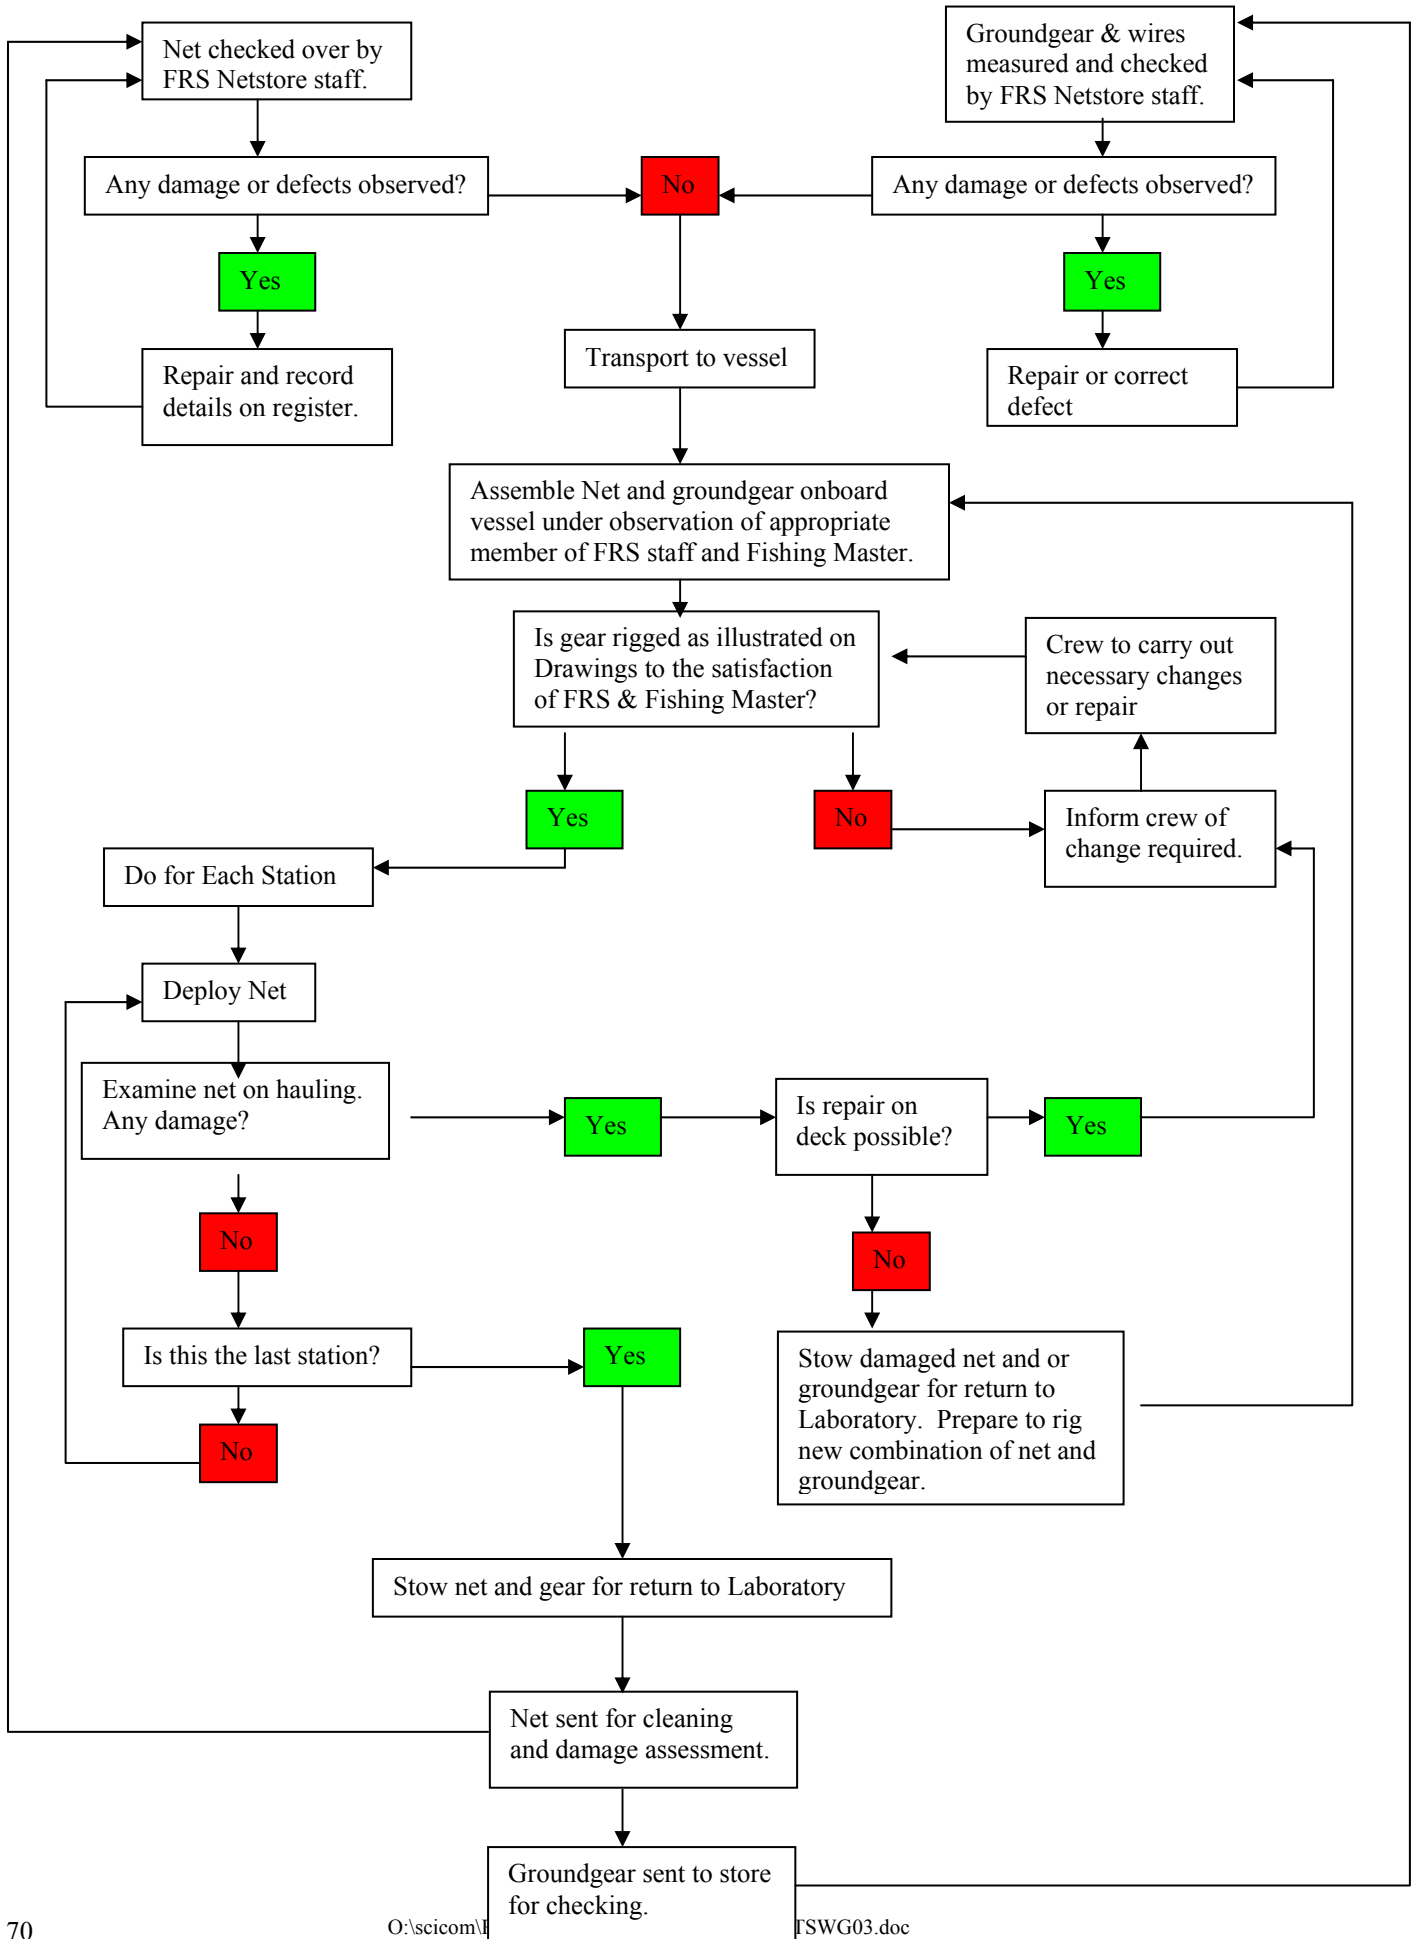 Net checked over by
FRS Netstore staff.
Groundgear & wires
measured and checked
by FRS Netstore staff.
Any damage or defects observed?
No
Any damage or defects observed?
Yes
Yes
Repair and record
details on register.
Transport to vessel
Repair or correct
defect
Assemble Net and groundgear onboard
vessel under observation of appropriate
member of FRS staff and Fishing Master.
Is gear rigged as illustrated on
Drawings to the satisfaction
of FRS & Fishing Master?
Crew to carry out
necessary changes
or repair
Yes
No
Inform crew of
change required.
Do for Each Station
Deploy Net
Examine net on hauling.
Any damage?
Yes
Is repair on
deck possible?
Yes
No
No
Is this the last station?
Yes
Stow damaged net and or
groundgear for return to
Laboratory.  Prepare to rig
new combination of net and
groundgear.
No
Stow net and gear for return to Laboratory
Net sent for cleaning
and damage assessment.
Groundgear sent to store
for checking.
70
O:\scicom\ TSWG03.doc